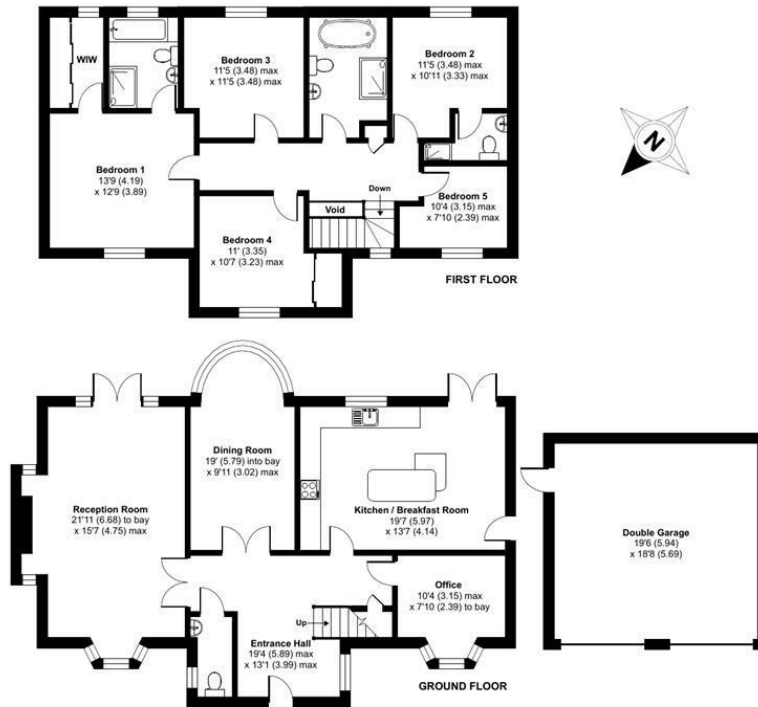 WIW
Bedroom 3
11'5 (3.48) max
x 11'5 (3.48) max
Bedroom 2
11'5 (3.48) max
x 10'11 (3.33) max
N
Bedroom 1
13'9 (4.19)
x 12'9 (3.89)
Down
Void
Bedroom 5
10'4 (3.15) max
x 7'10 (2.39) max
Bedroom 4
11' (3.35)
x 10'7 (3.23) max
FIRST FLOOR
Dining Room
19' (5.79) into bay
x 9'11 (3.02) max
Reception Room
21'11 (6.68) to bay
x 15'7 (4.75) max
Kitchen / Breakfast Room
19'7 (5.97)
x 13'7 (4.14)
Double Garage
19'6 (5.94)
x 18'8 (5.69)
Office
10'4 (3.15) max
x 7'10 (2.39) to bay
Up
Entrance Hall
19'4 (5.89) max
x 13'1 (3.99) max
GROUND FLOOR